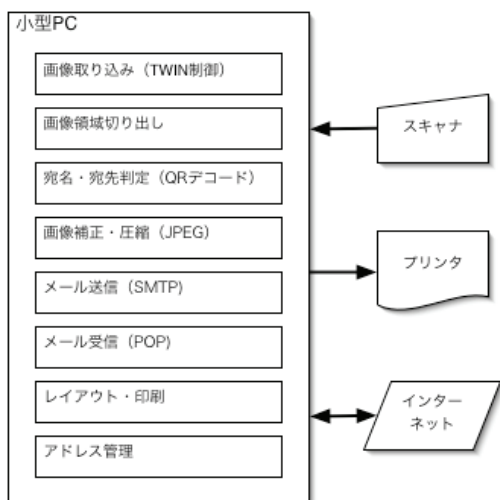 小型PC
画像取り込み（TWIN制御）
画像領域切り出し
宛名・宛先判定（QRデコード）
画像補正・圧縮（JPEG）
メール送信（SMTP)
メール受信（POP)
レイアウト・印刷
アドレス管理
スキャナ
プリンタ
インター
ネット